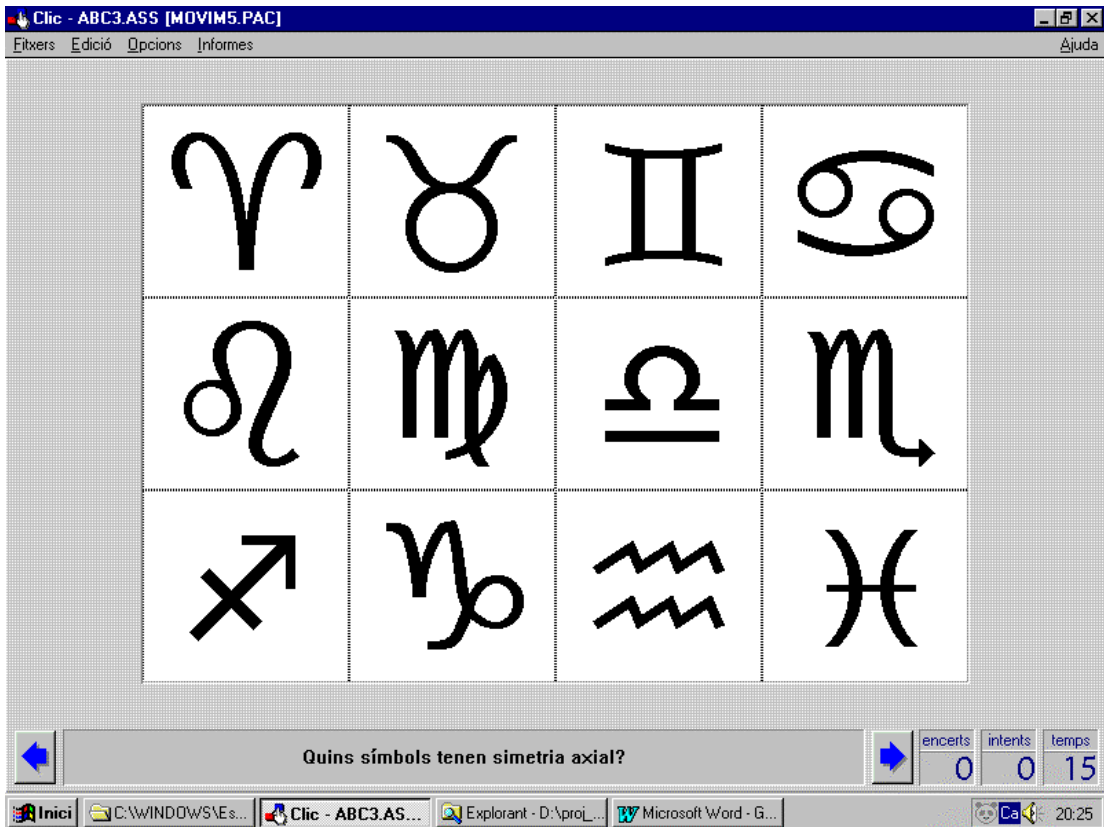 Clic - ABC3.ASS [MOVIM5.PAC]
Fitxers Edició Opcions Informes Ajuda
Quins símbols tenen simetria axial?
encerts intents temps
0 0 15
Inici C:\WINDOWS\Es... Clic - ABC3.AS... Explorant - D:\proj_... Microsoft Word - G... Ca 20:25